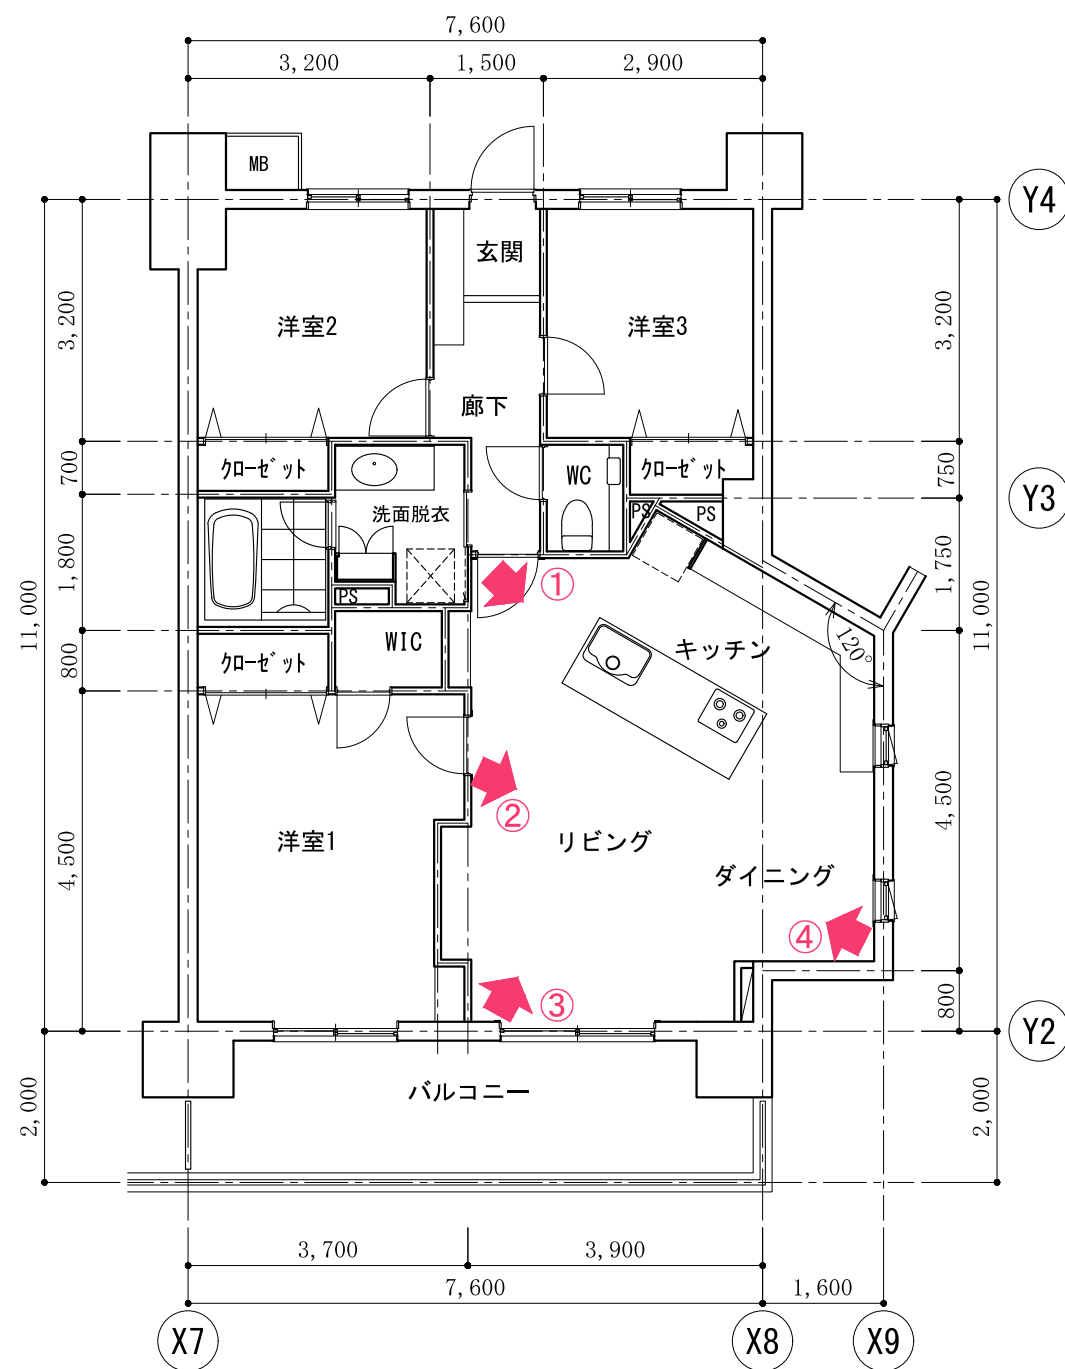 7,600
3,200
1,500
2,900
MB
Y4
玄関
洋室2
洋室3
3,200
3,200
廊下
クローゼット
WC
クローゼット
700
750
Y3
洗面脱衣
PS
PS
1,800
1,750
11,000
11,000
①
PS
WIC
キッチン
120°
クローゼット
800
4,500
4,500
②
洋室1
リビング
ダイニング
④
③
800
Y2
バルコニー
2,000
2,000
3,700
3,900
7,600
1,600
X7
X8
X9